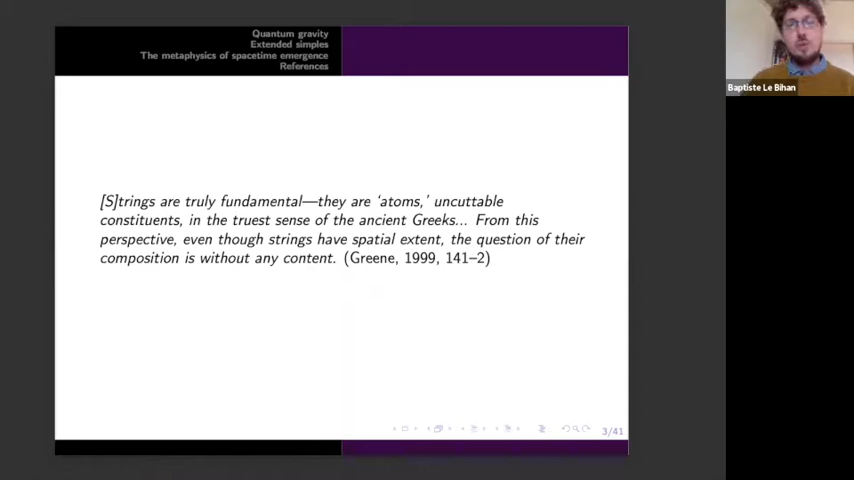 Quantum gravity
Extended simples
The metaphysics of spacetime emergence
References
[S]trings are truly fundamental—they are ‘atoms,’ uncuttable
constituents, in the truest sense of the ancient Greeks... From this
perspective, even though strings have spatial extent, the question of their
composition is without any content. (Greene, 1999, 141–2)
3/41
Baptiste Le Bihan